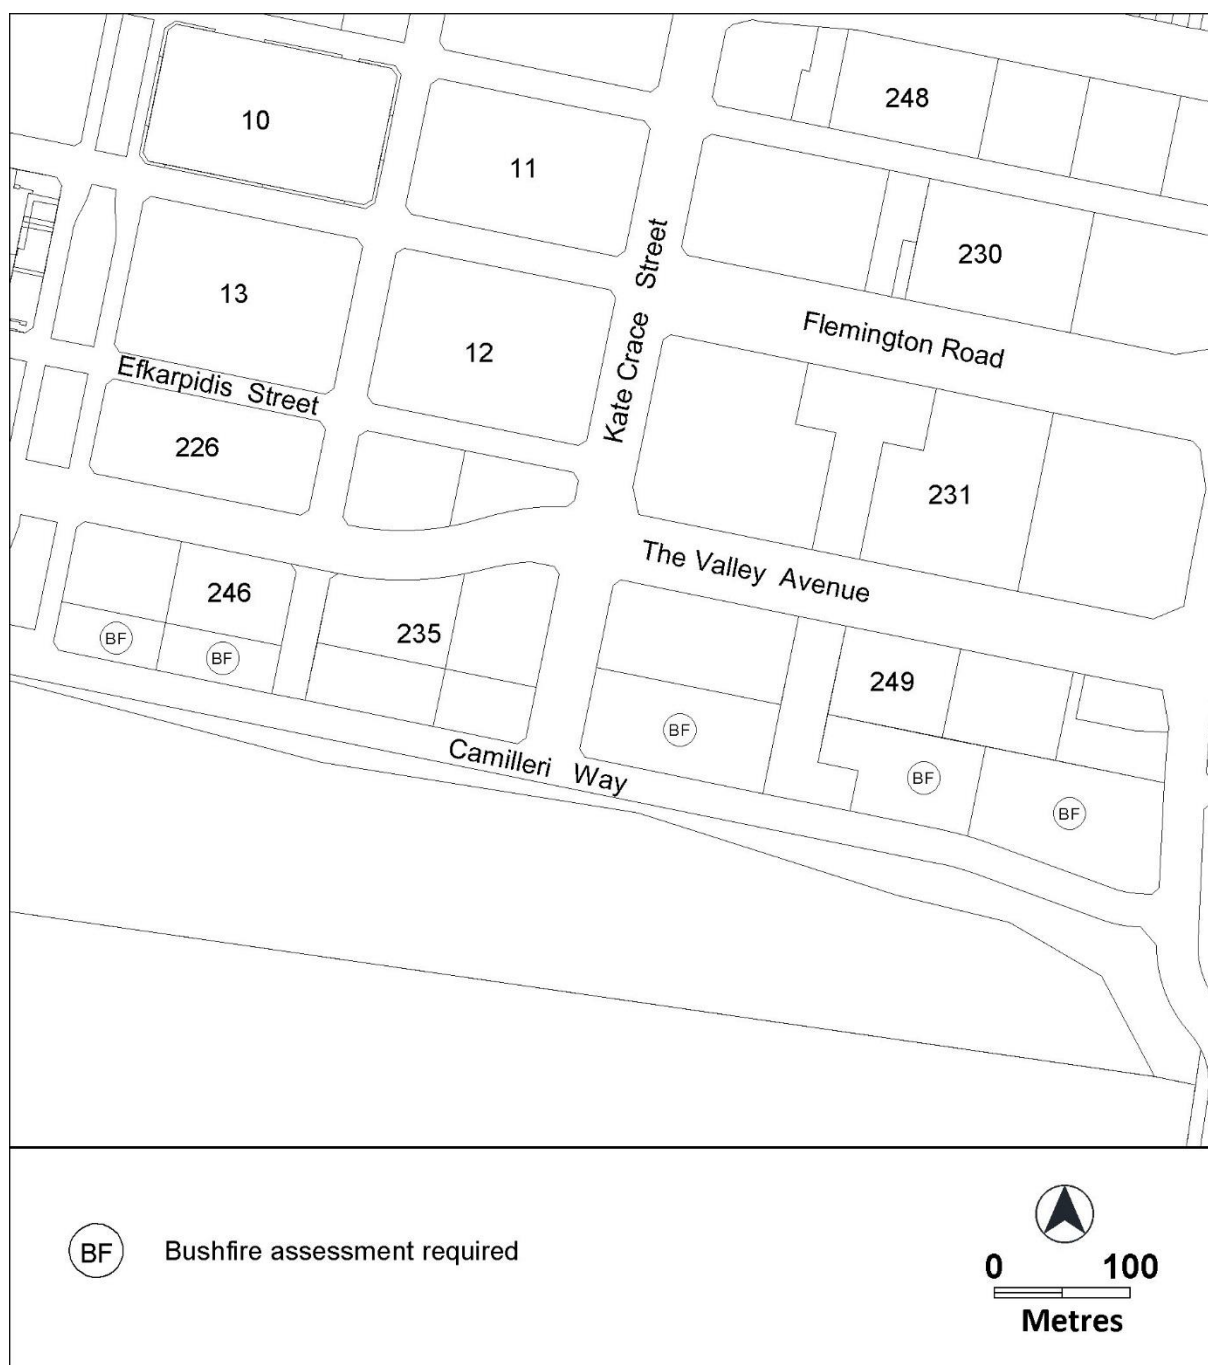 248
10
11
230
13
Kate Crace Street
Flemington Road
12
Efkarpidis Street
226
231
The Valley Avenue
246
235
BF
BF
249
BF
Camilleri Way
BF
BF
BF Bushfire assessment required
0 100
Metres